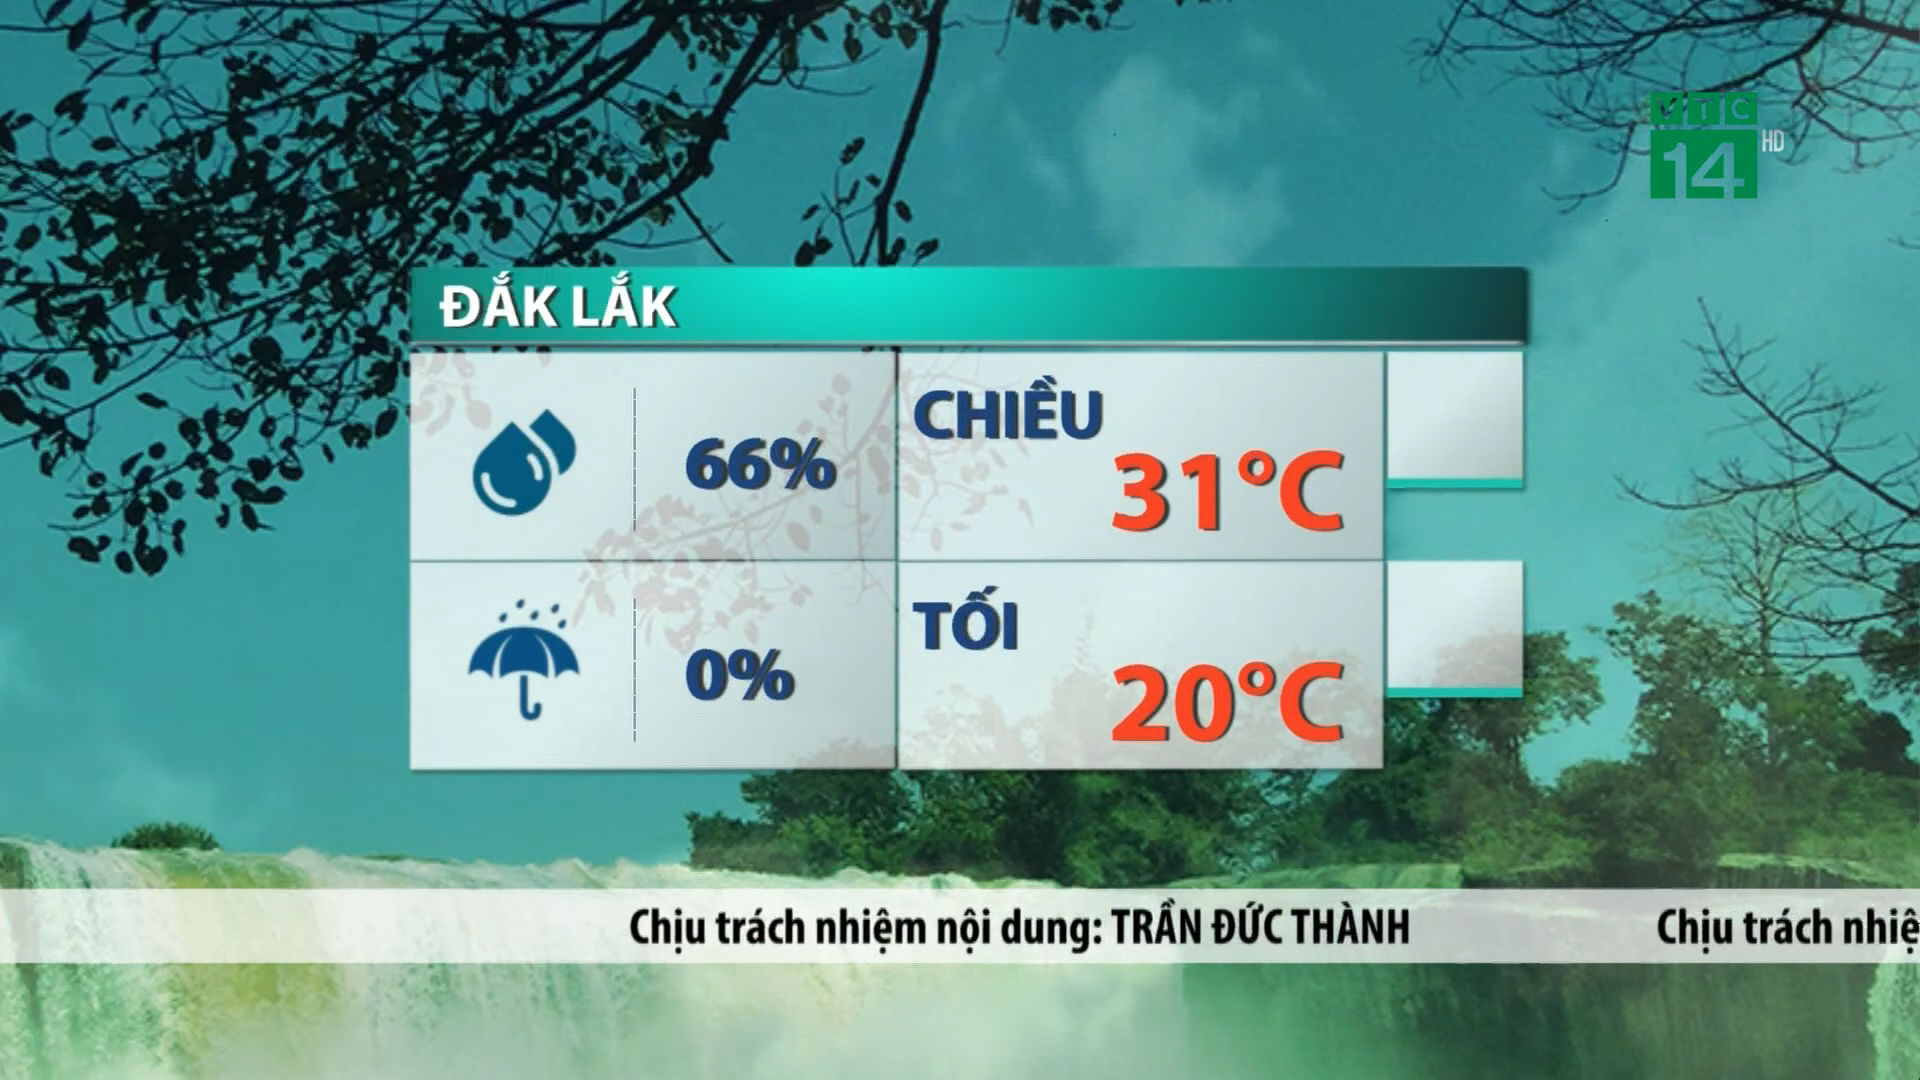 VTC
14 HD
ĐẮK LẮK
66%
CHIỀU
31°C
0%
TỐI
20°C
Chịu trách nhiệm nội dung: TRẦN ĐỨC THÀNH
Chịu trách nhiệ